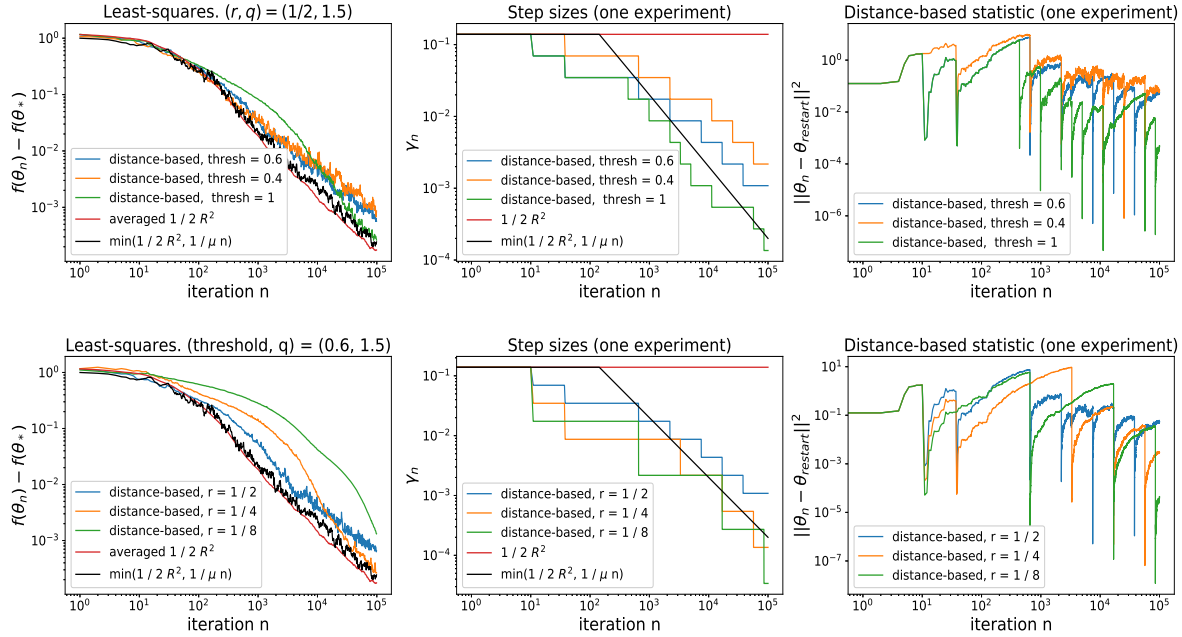 Least-squares. (r, q) = (1/2, 1.5)
f(θₙ) − f(θ*)
10⁰
10⁻¹
10⁻²
10⁻³
distance-based, thresh = 0.6
distance-based, thresh = 0.4
distance-based, thresh = 1
averaged 1 / 2 R²
min(1 / 2 R², 1 / μ n)
10⁰ 10¹ 10² 10³ 10⁴ 10⁵
iteration n
Step sizes (one experiment)
γₙ
10⁻¹
10⁻²
10⁻³
10⁻⁴
distance-based, thresh = 0.6
distance-based, thresh = 0.4
distance-based, thresh = 1
1 / 2 R²
min(1 / 2 R², 1 / μ n)
10⁰ 10¹ 10² 10³ 10⁴ 10⁵
iteration n
Distance-based statistic (one experiment)
||θₙ − θrestart||²
10⁰
10⁻²
10⁻⁴
10⁻⁶
distance-based, thresh = 0.6
distance-based, thresh = 0.4
distance-based, thresh = 1
10⁰ 10¹ 10² 10³ 10⁴ 10⁵
iteration n
Least-squares. (threshold, q) = (0.6, 1.5)
f(θₙ) − f(θ*)
10⁰
10⁻¹
10⁻²
10⁻³
distance-based, r = 1 / 2
distance-based, r = 1 / 4
distance-based, r = 1 / 8
averaged 1 / 2 R²
min(1 / 2 R², 1 / μ n)
10⁰ 10¹ 10² 10³ 10⁴ 10⁵
iteration n
Step sizes (one experiment)
γₙ
10⁻¹
10⁻²
10⁻³
10⁻⁴
distance-based, r = 1 / 2
distance-based, r = 1 / 4
distance-based, r = 1 / 8
1 / 2 R²
min(1 / 2 R², 1 / μ n)
10⁰ 10¹ 10² 10³ 10⁴ 10⁵
iteration n
Distance-based statistic (one experiment)
||θₙ − θrestart||²
10¹
10⁻¹
10⁻³
10⁻⁵
10⁻⁷
distance-based, r = 1 / 2
distance-based, r = 1 / 4
distance-based, r = 1 / 8
10⁰ 10¹ 10² 10³ 10⁴ 10⁵
iteration n